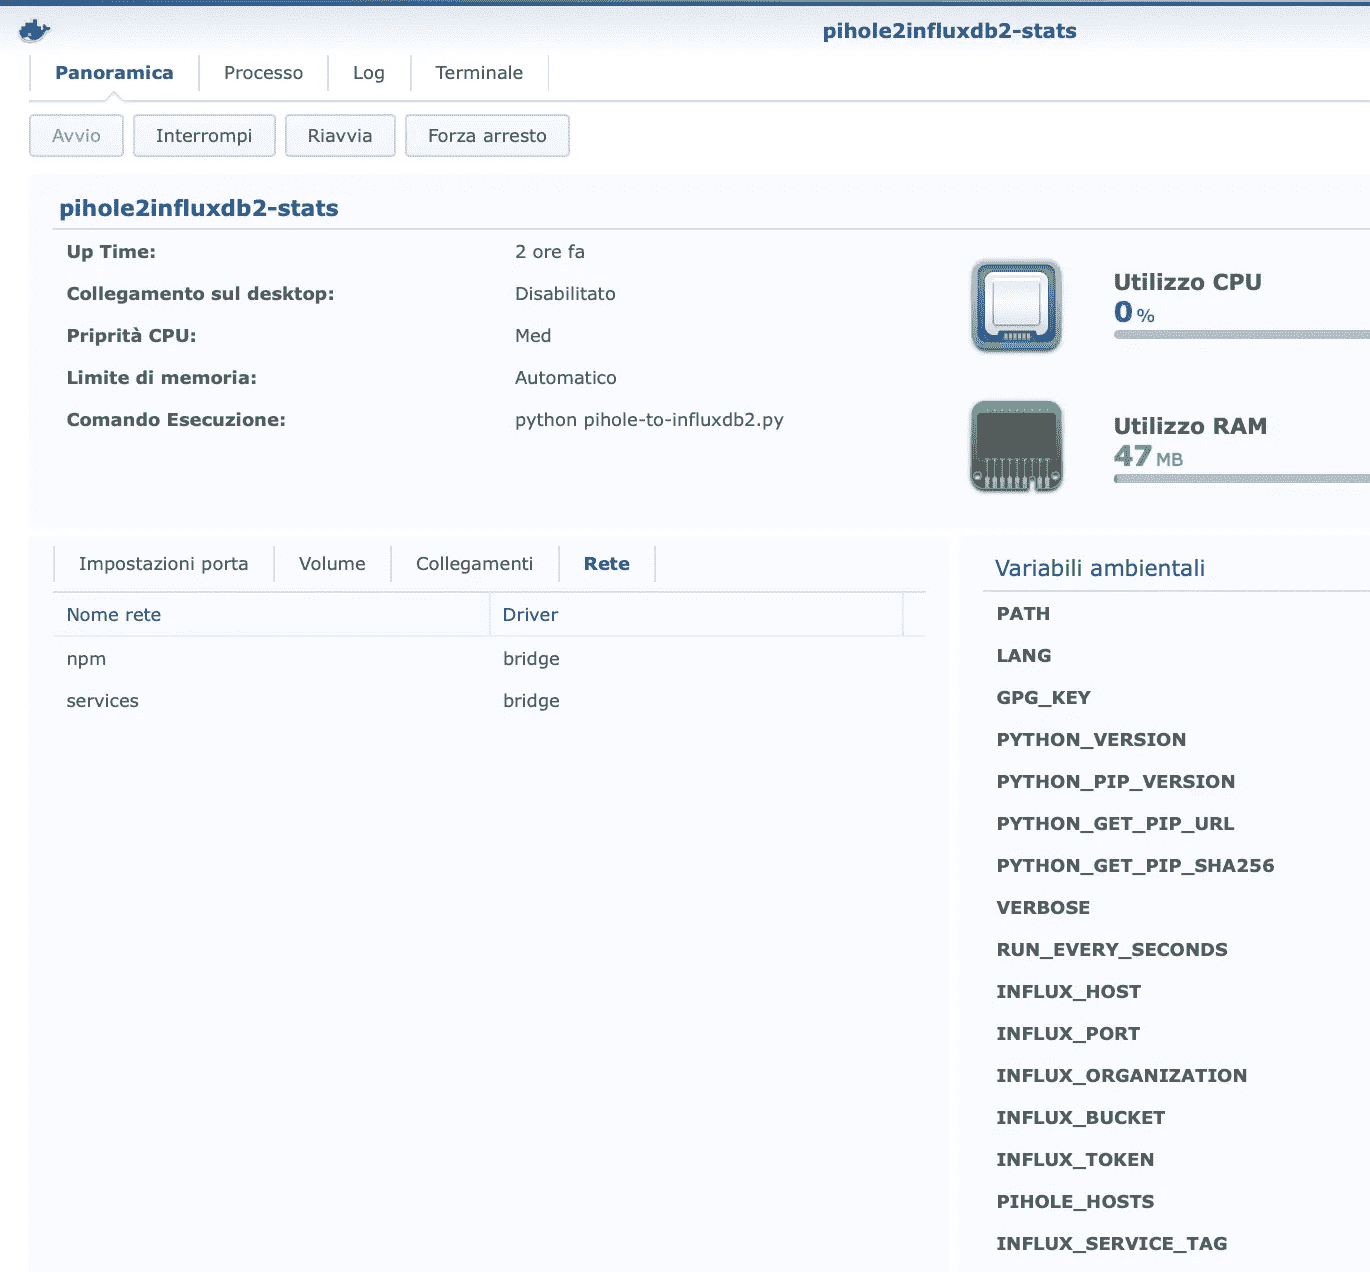 pihole2influxdb2-stats
Panoramica Processo Log Terminale
Avvio Interrompi Riavvia Forza arresto
pihole2influxdb2-stats
Up Time: 2 ore fa
Collegamento sul desktop: Disabilitato
Priprità CPU: Med
Limite di memoria: Automatico
Comando Esecuzione: python pihole-to-influxdb2.py
Utilizzo CPU
0 %
Utilizzo RAM
47 MB
Impostazioni porta Volume Collegamenti Rete
Nome rete Driver
npm bridge
services bridge
Variabili ambientali
PATH
LANG
GPG_KEY
PYTHON_VERSION
PYTHON_PIP_VERSION
PYTHON_GET_PIP_URL
PYTHON_GET_PIP_SHA256
VERBOSE
RUN_EVERY_SECONDS
INFLUX_HOST
INFLUX_PORT
INFLUX_ORGANIZATION
INFLUX_BUCKET
INFLUX_TOKEN
PIHOLE_HOSTS
INFLUX_SERVICE_TAG